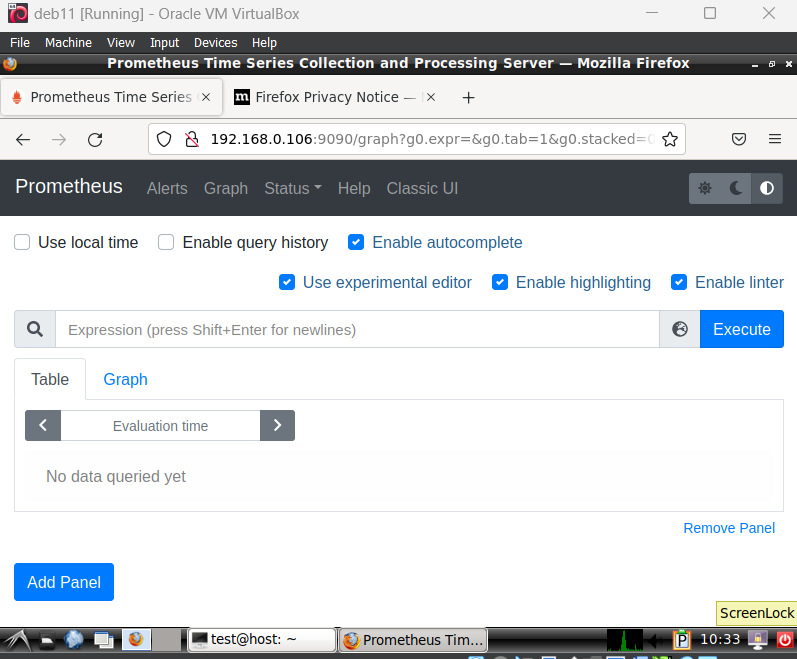 deb11 [Running] - Oracle VM VirtualBox
File Machine View Input Devices Help
Prometheus Time Series Collection and Processing Server — Mozilla Firefox
Prometheus Time Series
m Firefox Privacy Notice —
192.168.0.106:9090/graph?g0.expr=&g0.tab=1&g0.stacked=0
Prometheus Alerts Graph Status Help Classic UI
Use local time Enable query history Enable autocomplete
Use experimental editor Enable highlighting Enable linter
Expression (press Shift+Enter for newlines) Execute
Table Graph
Evaluation time
No data queried yet
Remove Panel
Add Panel
ScreenLock
test@host: ~ Prometheus Tim... P 10:33